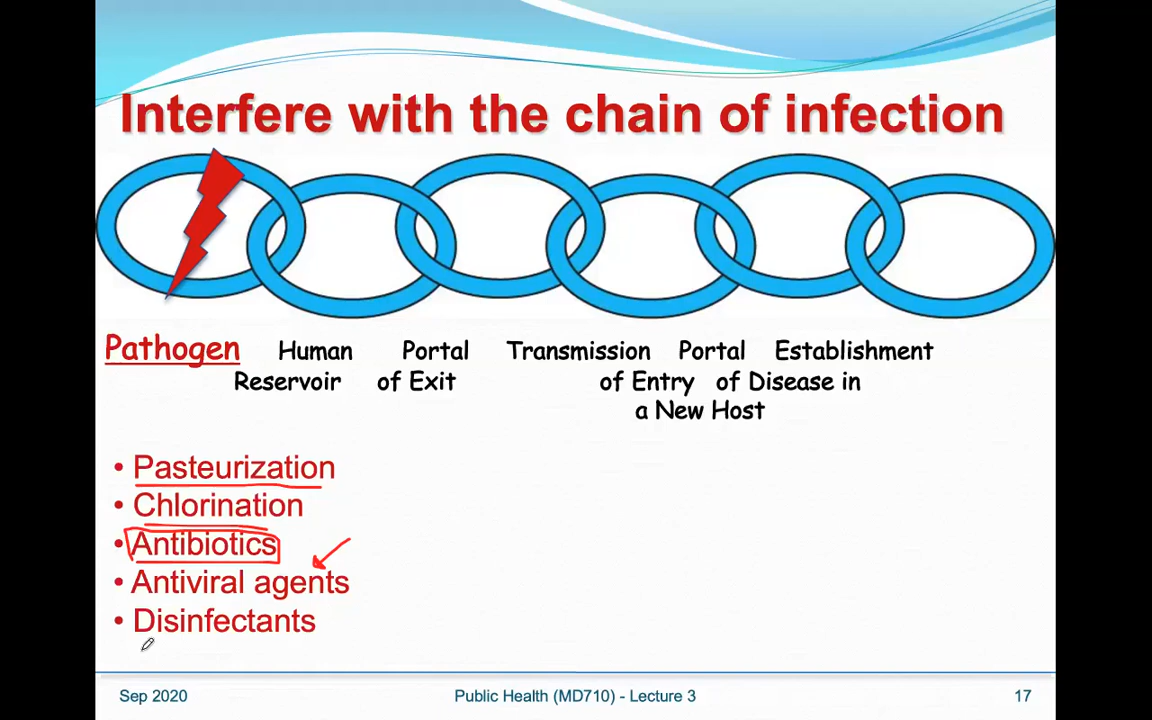 Interfere with the chain of infection
Pathogen Human Portal Transmission Portal Establishment
Reservoir of Exit of Entry of Disease in
a New Host
• Pasteurization
• Chlorination
• Antibiotics
• Antiviral agents
• Disinfectants
Sep 2020 Public Health (MD710) - Lecture 3 17